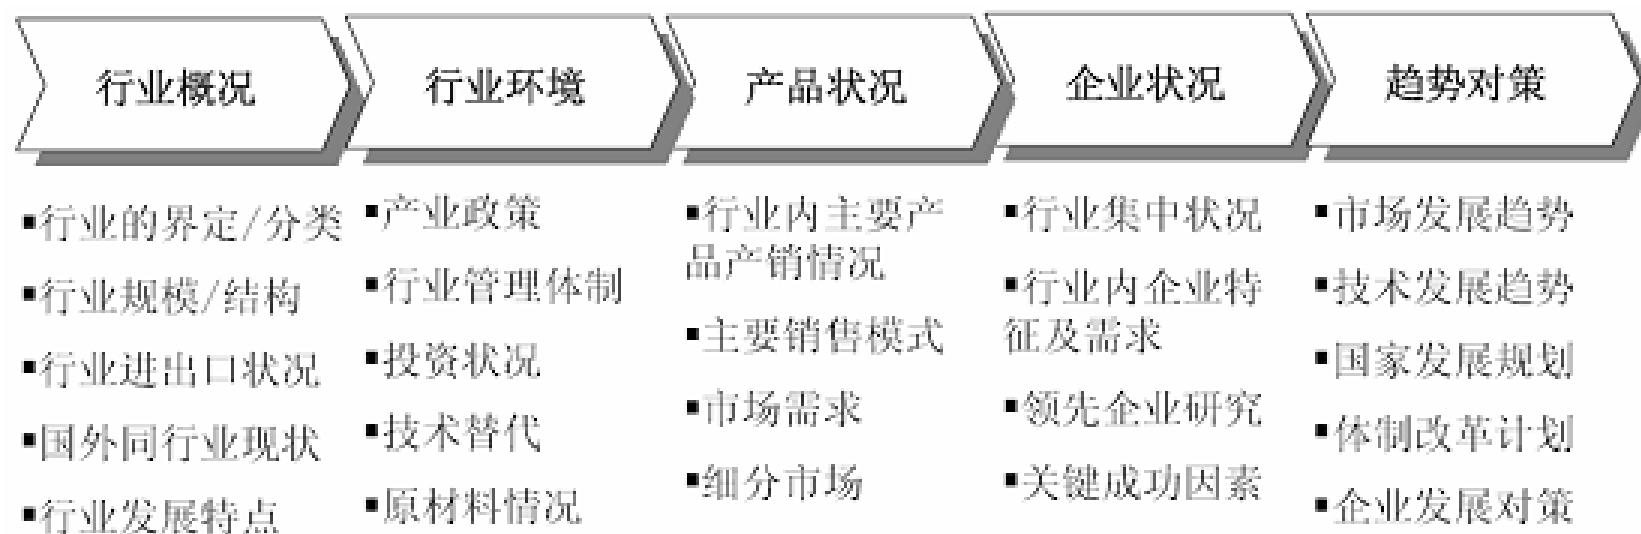 行业概况
行业环境
产品状况
企业状况
趋势对策
▪行业的界定/分类
▪行业规模/结构
▪行业进出口状况
▪国外同行业现状
▪行业发展特点
▪产业政策
▪行业管理体制
▪投资状况
▪技术替代
▪原材料情况
▪行业内主要产
品产销情况
▪主要销售模式
▪市场需求
▪细分市场
▪行业集中状况
▪行业内企业特
征及需求
▪领先企业研究
▪关键成功因素
▪市场发展趋势
▪技术发展趋势
▪国家发展规划
▪体制改革计划
▪企业发展对策